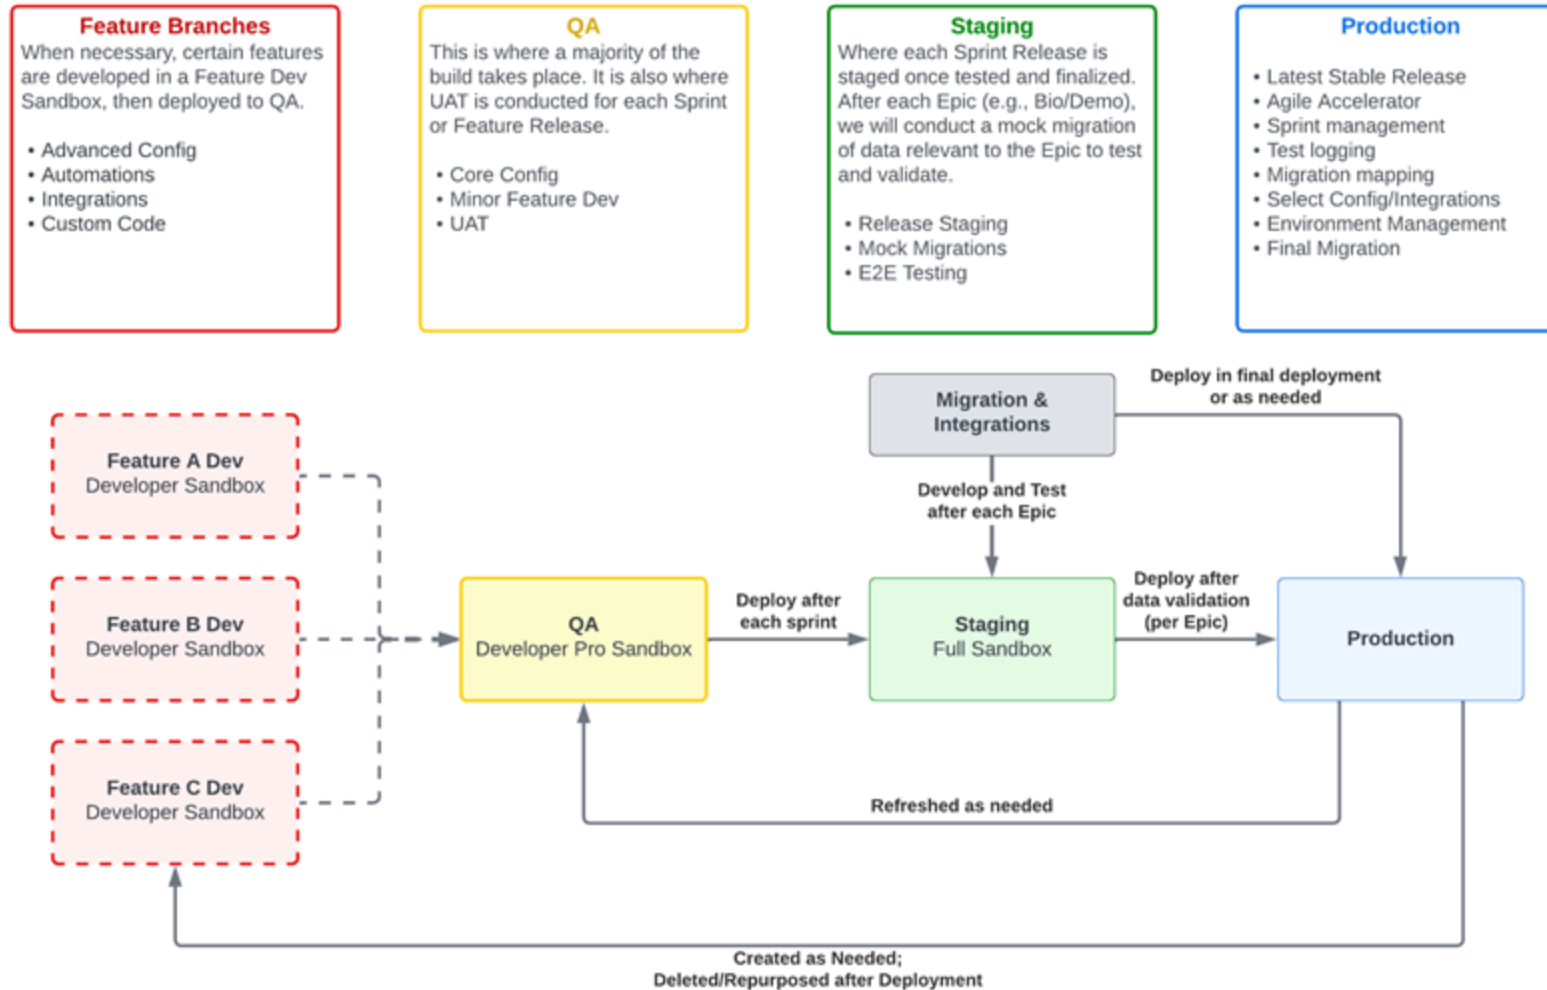 Feature Branches
When necessary, certain features
are developed in a Feature Dev
Sandbox, then deployed to QA.
• Advanced Config
• Automations
• Integrations
• Custom Code
QA
This is where a majority of the
build takes place. It is also where
UAT is conducted for each Sprint
or Feature Release.
• Core Config
• Minor Feature Dev
• UAT
Staging
Where each Sprint Release is
staged once tested and finalized.
After each Epic (e.g., Bio/Demo),
we will conduct a mock migration
of data relevant to the Epic to test
and validate.
• Release Staging
• Mock Migrations
• E2E Testing
Production
• Latest Stable Release
• Agile Accelerator
• Sprint management
• Test logging
• Migration mapping
• Select Config/Integrations
• Environment Management
• Final Migration
Migration &
Integrations
Deploy in final deployment
or as needed
Develop and Test
after each Epic
Feature A Dev
Developer Sandbox
Feature B Dev
Developer Sandbox
Feature C Dev
Developer Sandbox
QA
Developer Pro Sandbox
Deploy after
each sprint
Staging
Full Sandbox
Deploy after
data validation
(per Epic)
Production
Refreshed as needed
Created as Needed;
Deleted/Repurposed after Deployment